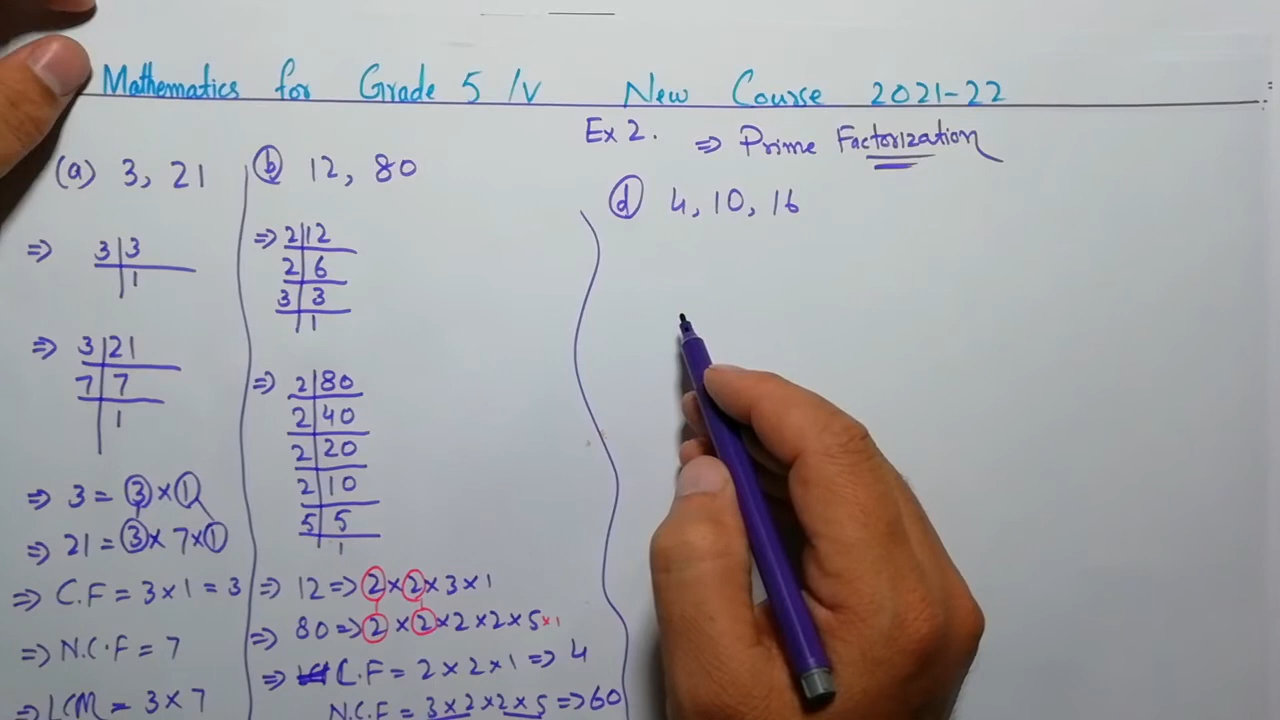 Mathematics for Grade 5 /V New Course 2021-22
Ex 2. ⇒ Prime Factorization
(a) 3, 21
⇒ 3|3
1
⇒ 3|21
7|7
1
⇒ 3 = 3 × 1
⇒ 21 = 3 × 7 × 1
⇒ C.F = 3 × 1 = 3
⇒ N.C.F = 7
⇒ LCM = 3 × 7
(b) 12, 80
⇒ 2|12
2|6
3|3
1
⇒ 2|80
2|40
2|20
2|10
5|5
1
⇒ 12 ⇒ 2 × 2 × 3 × 1
⇒ 80 ⇒ 2 × 2 × 2 × 2 × 5 × 1
⇒ C.F = 2 × 2 × 1 ⇒ 4
N.C.F = 3 × 2 × 2 × 5 ⇒ 60
(d) 4, 10, 16